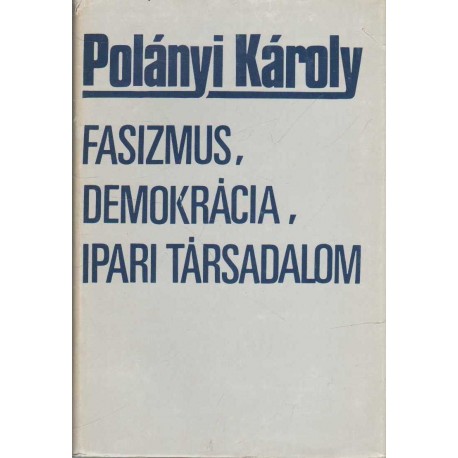 Polányi Károly
FASIZMUS,
DEMOKRÁCIA,
IPARI TÁRSADALOM